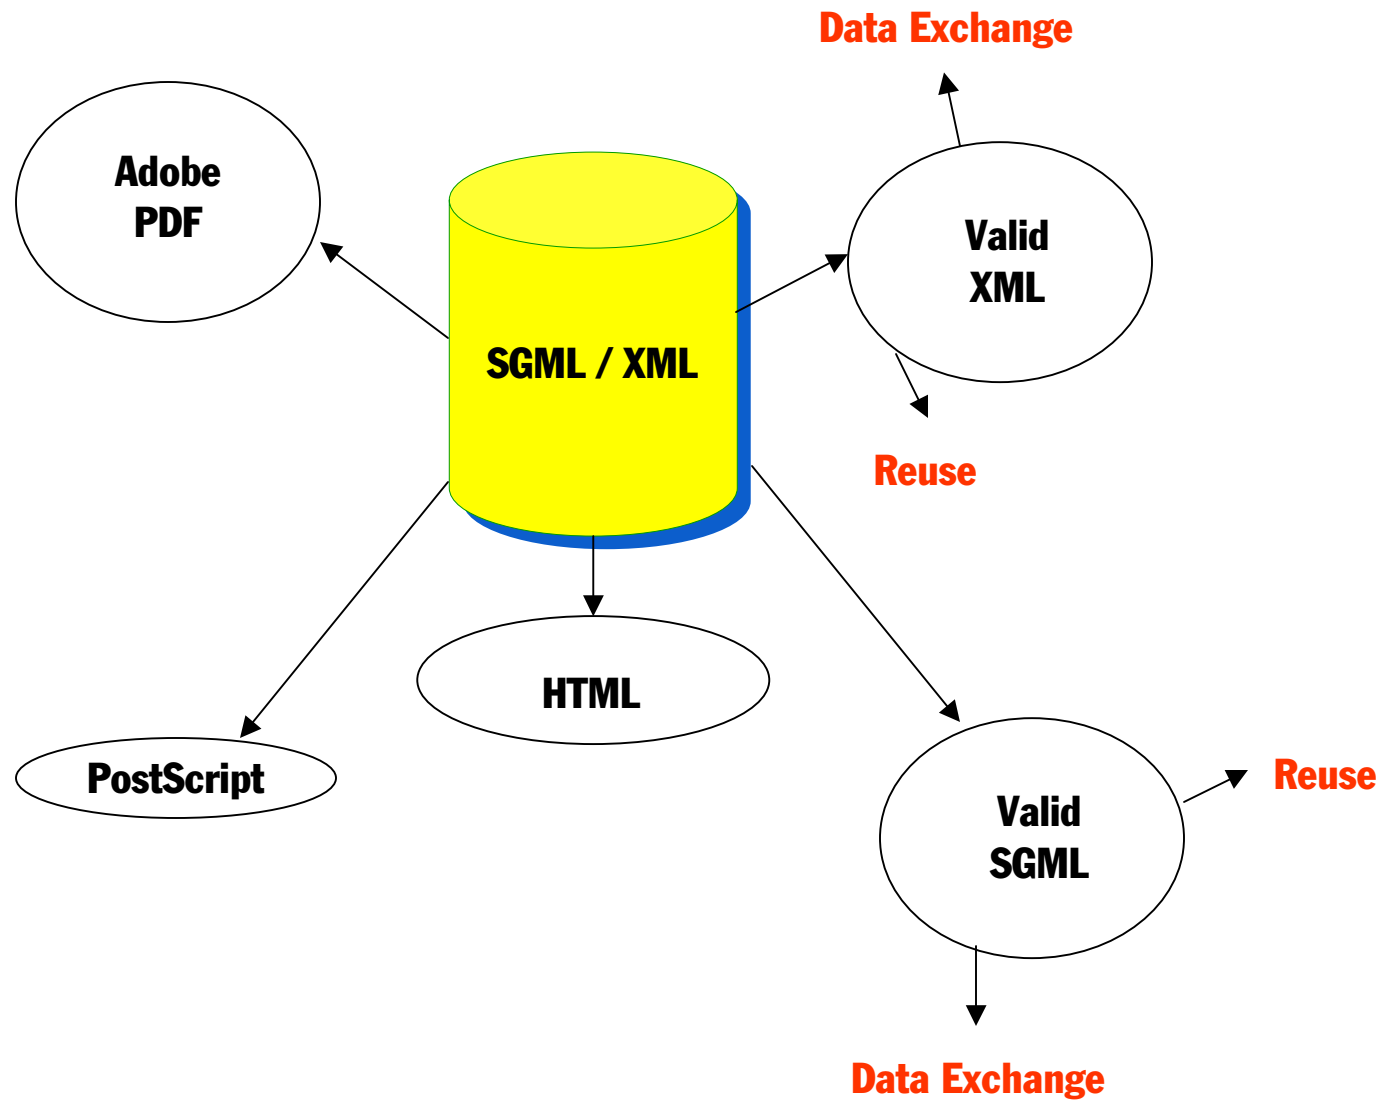 Data Exchange
Adobe
PDF
Valid
XML
SGML / XML
Reuse
HTML
PostScript
Reuse
Valid
SGML
Data Exchange